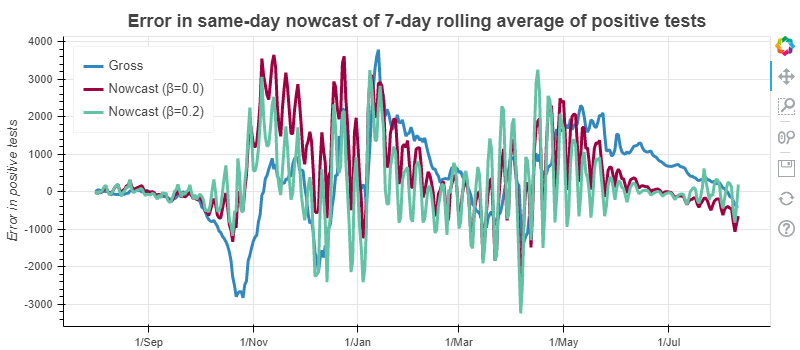 Error in same-day nowcast of 7-day rolling average of positive tests
Error in positive tests
4000
3000
2000
1000
0
-1000
-2000
-3000
Gross
Nowcast (β=0.0)
Nowcast (β=0.2)
1/Sep
1/Nov
1/Jan
1/Mar
1/May
1/Jul